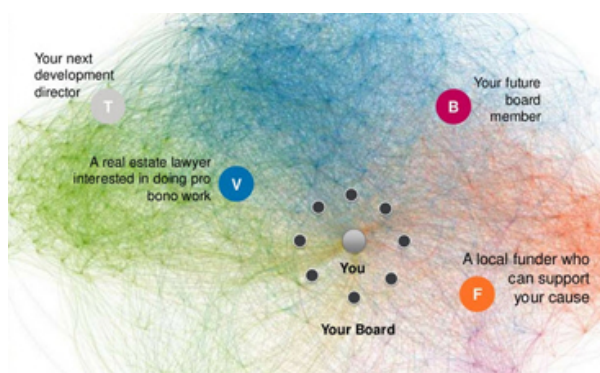 Your next
development
director
T
B
Your future
board
member
A real estate lawyer
interested in doing pro
bono work
V
You
A local funder who
can support
your cause
F
Your Board